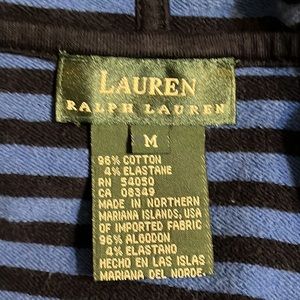 LAUREN
RALPH LAUREN
M
96% COTTON
4% ELASTANE
RN 54050
CA 08349
MADE IN NORTHERN
MARIANA ISLANDS, USA
OF IMPORTED FABRIC
96% ALGODON
4% ELASTANO
HECHO EN LAS ISLAS
MARIANA DEL NORDE.